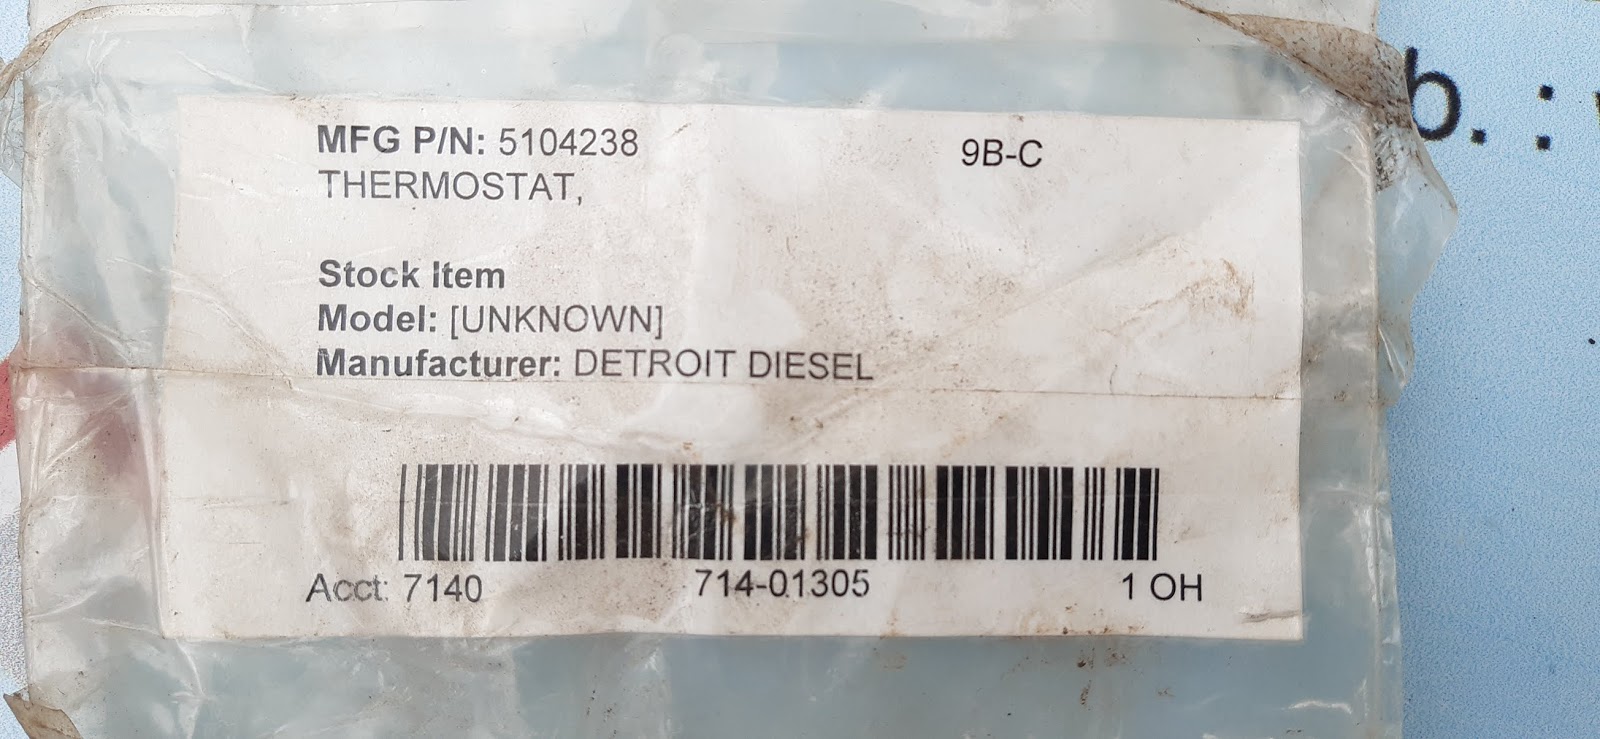 MFG P/N: 5104238
9B-C
THERMOSTAT,
Stock Item
Model: [UNKNOWN]
Manufacturer: DETROIT DIESEL
Acct: 7140
714-01305
1 OH
b. :